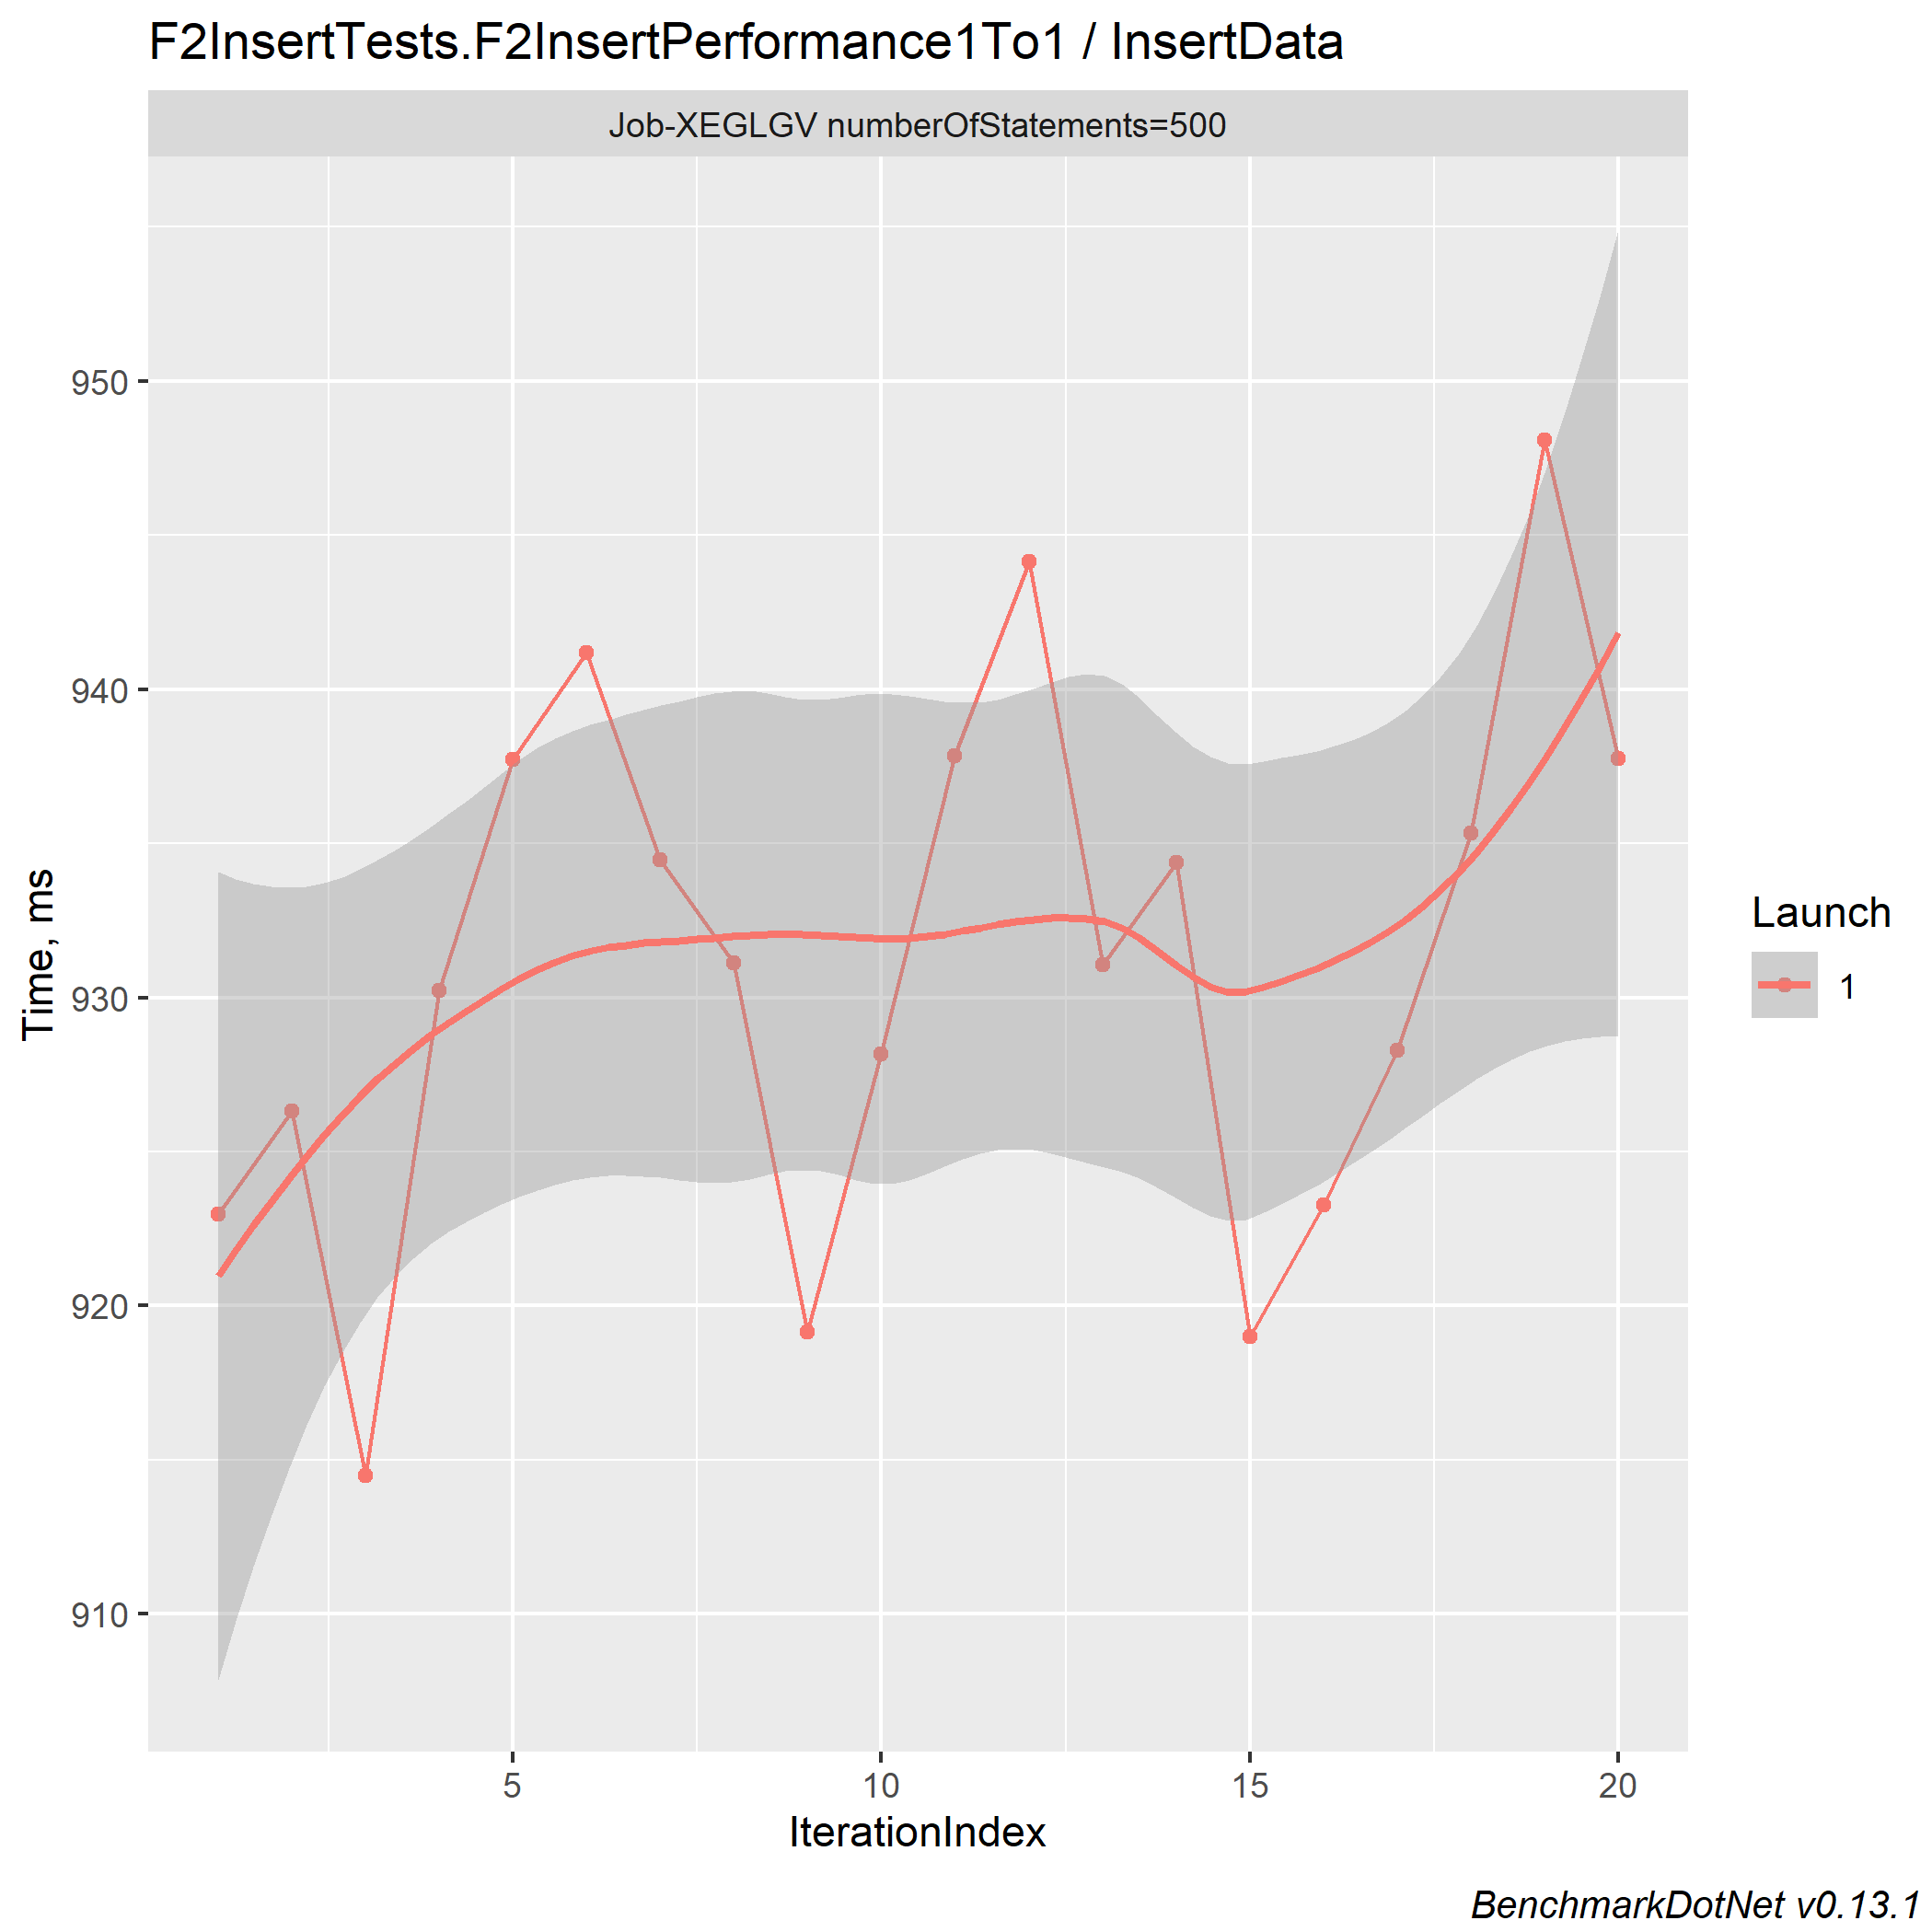 F2InsertTests.F2InsertPerformance1To1 / InsertData
Job-XEGLGV numberOfStatements=500
950
940
930
920
910
Time, ms
5 10 15 20
IterationIndex
Launch
1
BenchmarkDotNet v0.13.1